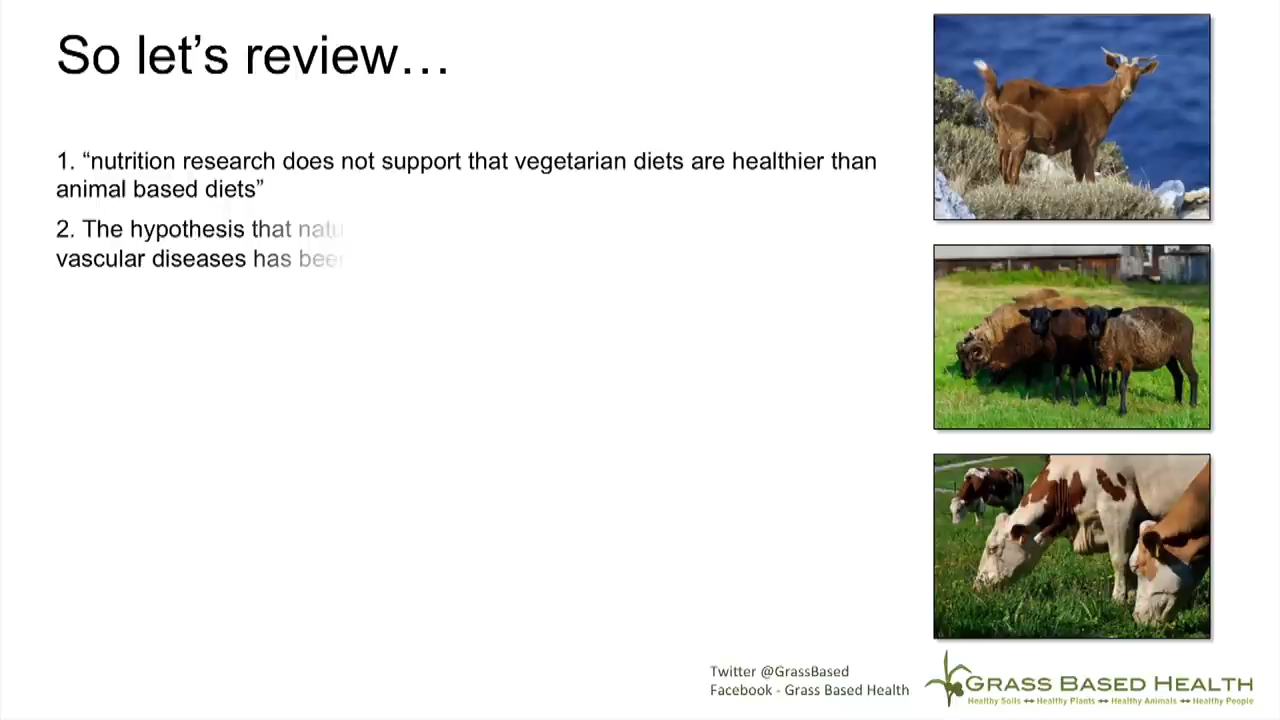 So let’s review…
1. “nutrition research does not support that vegetarian diets are healthier than
animal based diets”
2. The hypothesis that
vascular diseases has been
Twitter @GrassBased
Facebook - Grass Based Health
GRASS BASED HEALTH
Healthy Soils ↔ Healthy Plants ↔ Healthy Animals ↔ Healthy People